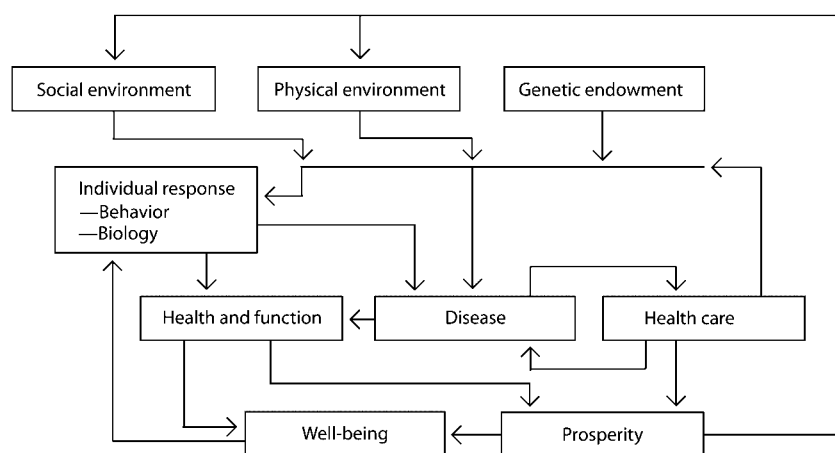 Social environment
Physical environment
Genetic endowment
Individual response
—Behavior
—Biology
Health and function
Disease
Health care
Well-being
Prosperity